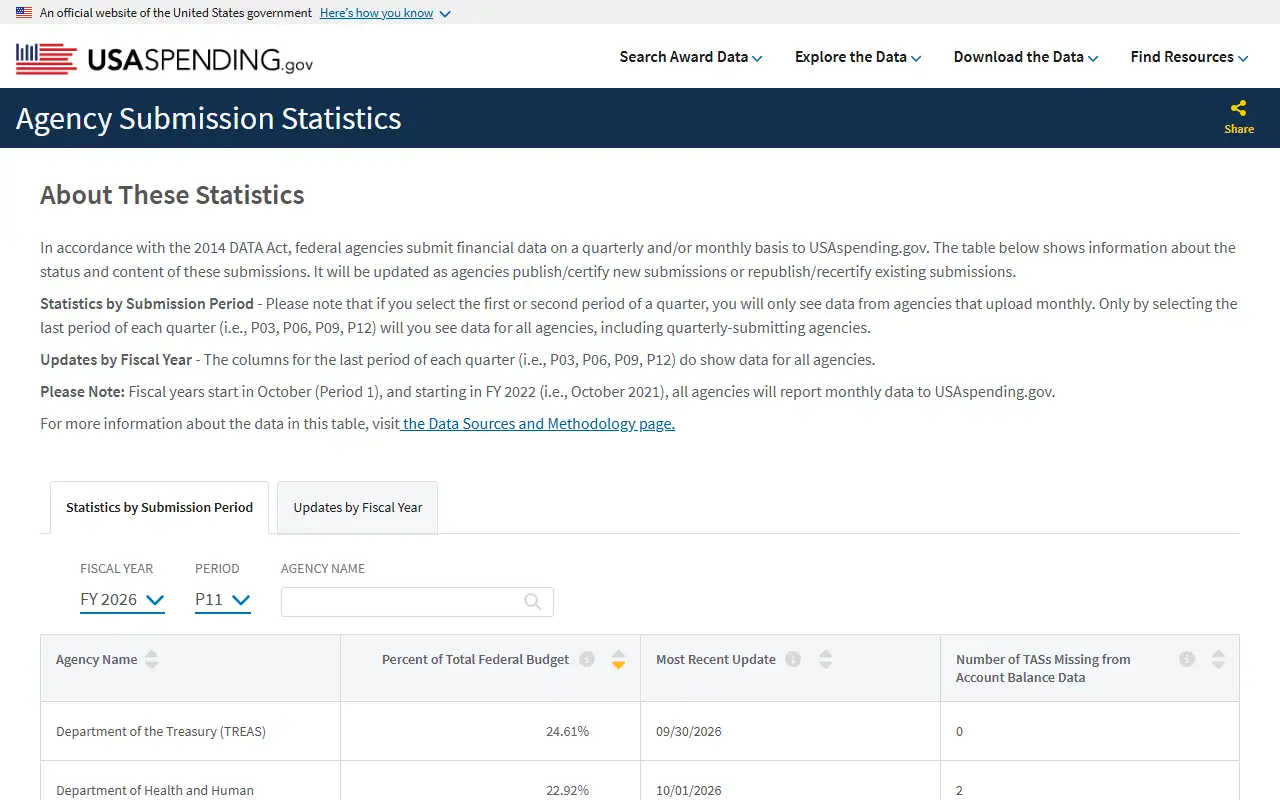 An official website of the United States government Here's how you know
USASPENDING.gov
Search Award Data
Explore the Data
Download the Data
Find Resources
Agency Submission Statistics
Share
About These Statistics
In accordance with the 2014 DATA Act, federal agencies submit financial data on a quarterly and/or monthly basis to USAspending.gov. The table below shows information about the
status and content of these submissions. It will be updated as agencies publish/certify new submissions or republish/recertify existing submissions.
Statistics by Submission Period - Please note that if you select the first or second period of a quarter, you will only see data from agencies that upload monthly. Only by selecting the
last period of each quarter (i.e., P03, P06, P09, P12) will you see data for all agencies, including quarterly-submitting agencies.
Updates by Fiscal Year - The columns for the last period of each quarter (i.e., P03, P06, P09, P12) do show data for all agencies.
Please Note: Fiscal years start in October (Period 1), and starting in FY 2022 (i.e., October 2021), all agencies will report monthly data to USAspending.gov.
For more information about the data in this table, visit the Data Sources and Methodology page.
Statistics by Submission Period
Updates by Fiscal Year
FISCAL YEAR
PERIOD
AGENCY NAME
FY 2026
P11
Agency Name
Percent of Total Federal Budget
Most Recent Update
Number of TASs Missing from
Account Balance Data
Department of the Treasury (TREAS)
24.61%
09/30/2026
0
Department of Health and Human
22.92%
10/01/2026
2